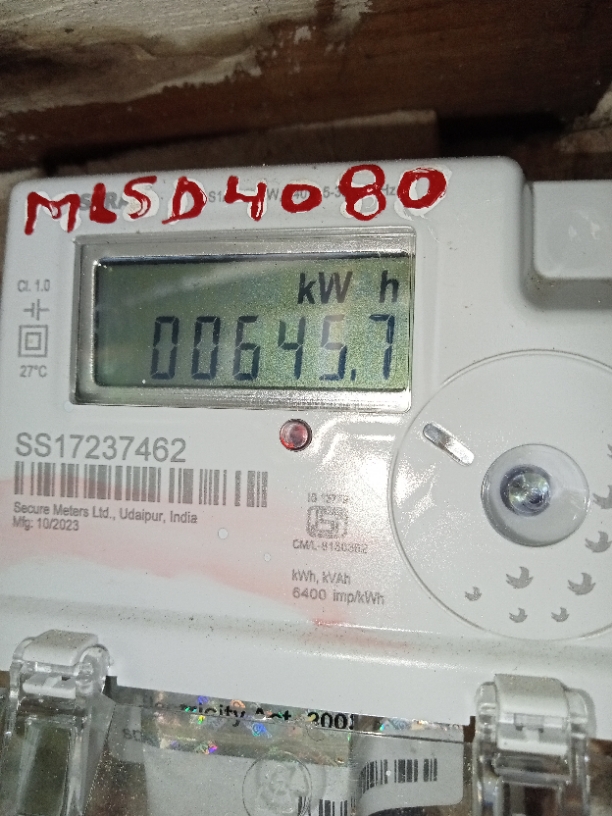 MLSD4080
Cl. 1.0
27°C
kW h
00645.7
SS17237462
Secure Meters Ltd., Udaipur, India
Mfg: 10/2023
kWh, kVAh
6400 imp/kWh